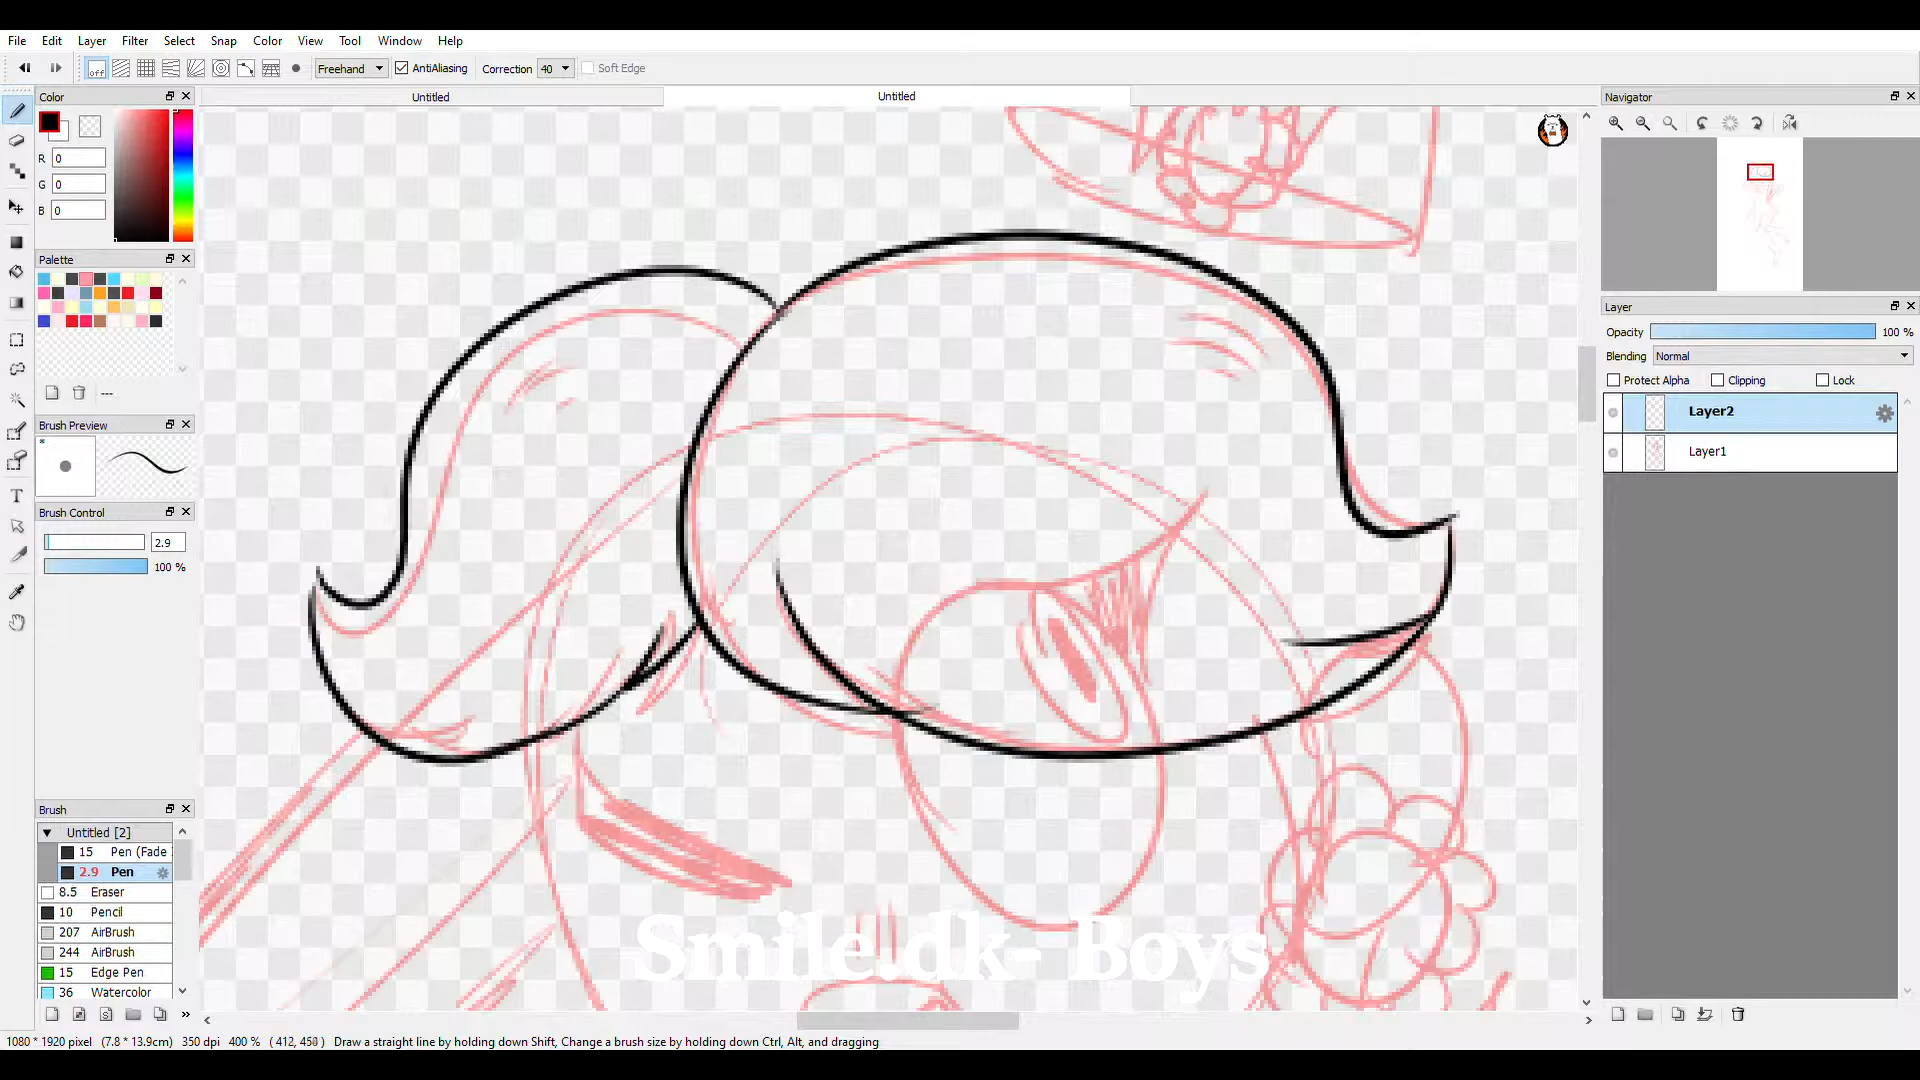 File Edit Layer Filter Select Snap Color View Tool Window Help
off Freehand AntiAliasing Correction 40 Soft Edge
Color Untitled Untitled Navigator
R 0
G 0
B 0
Palette
Layer
Opacity 100 %
Blending Normal
Protect Alpha Clipping Lock
Layer2
Layer1
Brush Preview
*
Brush Control
2.9
100 %
Brush
Untitled [2]
15 Pen (Fade
2.9 Pen
8.5 Eraser
10 Pencil
207 AirBrush
244 AirBrush
15 Edge Pen
36 Watercolor
Smile.dk- Boys
1080 * 1920 pixel (7.8 * 13.9cm) 350 dpi 400 % ( 412, 450) Draw a straight line by holding down Shift, Change a brush size by holding down Ctrl, Alt, and dragging